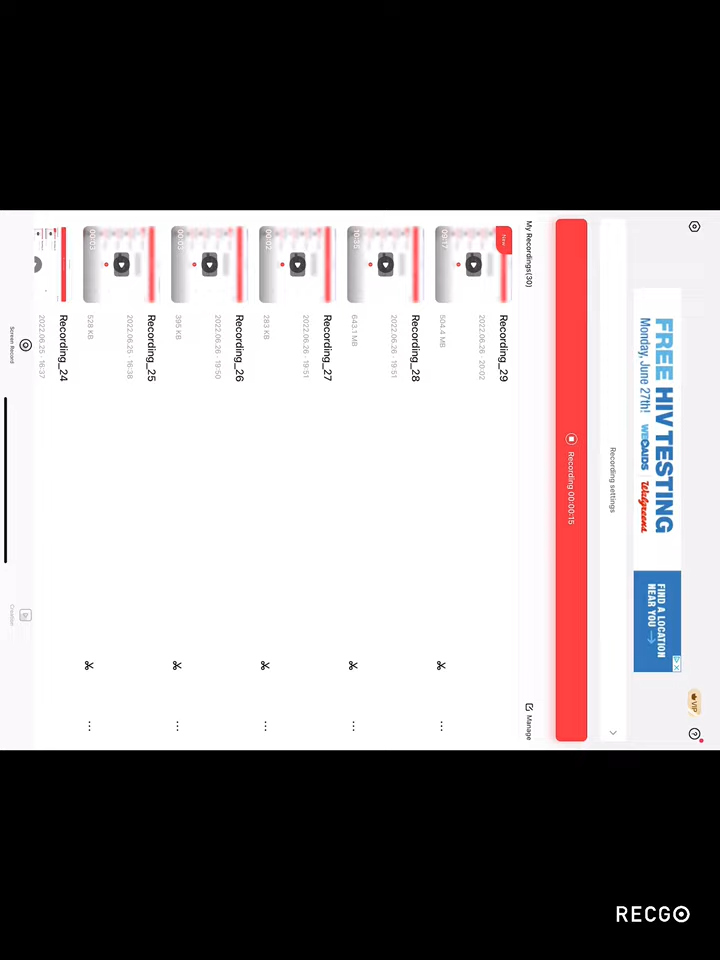 FREE HIV TESTING
Monday, June 27th!
WE>AIDS
Walgreens
FIND A LOCATION
NEAR YOU →
VIP
?
Recording settings
Recording 00:00:15
My Recordings(30)
Manage
New
09:17
Recording_29
2022.06.26 · 20:02
504.4 MB
10:35
Recording_28
2022.06.26 · 19:51
643.1 MB
00:02
Recording_27
2022.06.26 · 19:51
283 KB
00:03
Recording_26
2022.06.26 · 19:50
395 KB
00:03
Recording_25
2022.06.25 · 16:38
528 KB
Recording_24
2022.06.25 · 16:37
Screen Record
Creation
RECGO